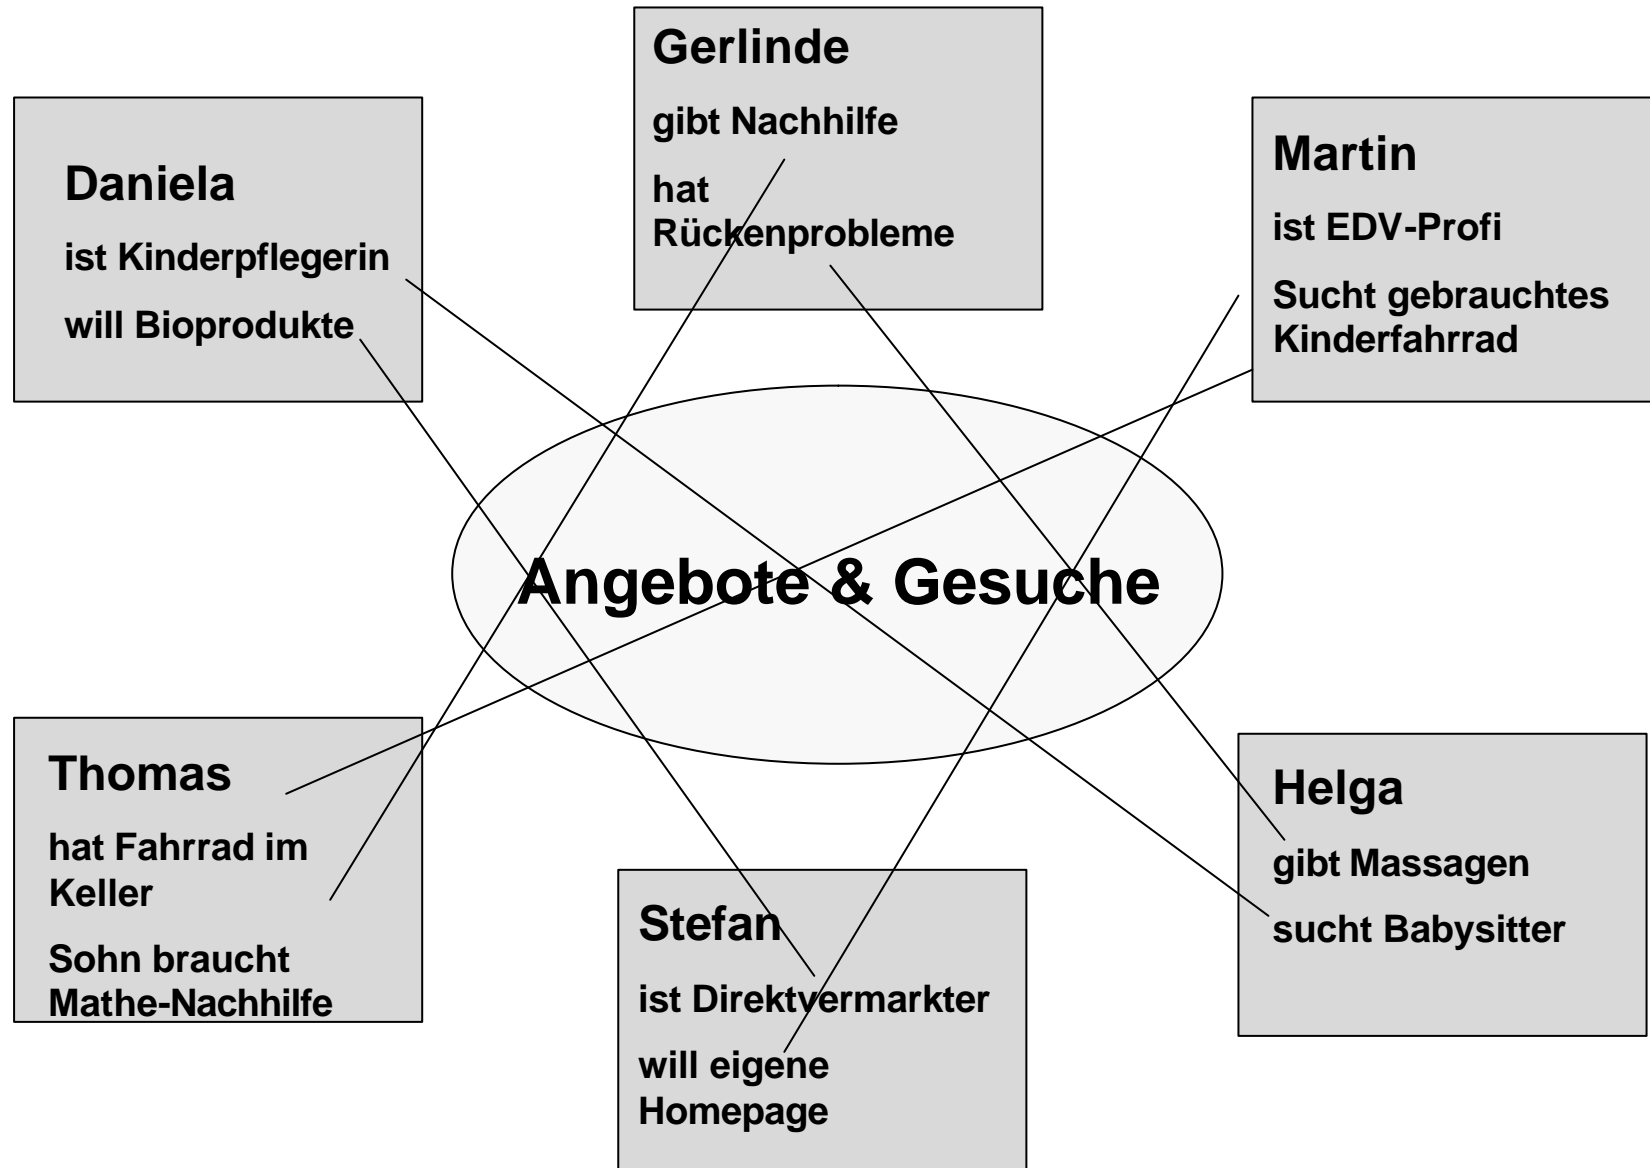 Gerlinde
gibt Nachhilfe
hat
Rückenprobleme
Daniela
ist Kinderpflegerin
will Bioprodukte
Martin
ist EDV-Profi
Sucht gebrauchtes
Kinderfahrrad
Angebote & Gesuche
Thomas
hat Fahrrad im
Keller
Sohn braucht
Mathe-Nachhilfe
Stefan
ist Direktvermarkter
will eigene
Homepage
Helga
gibt Massagen
sucht Babysitter